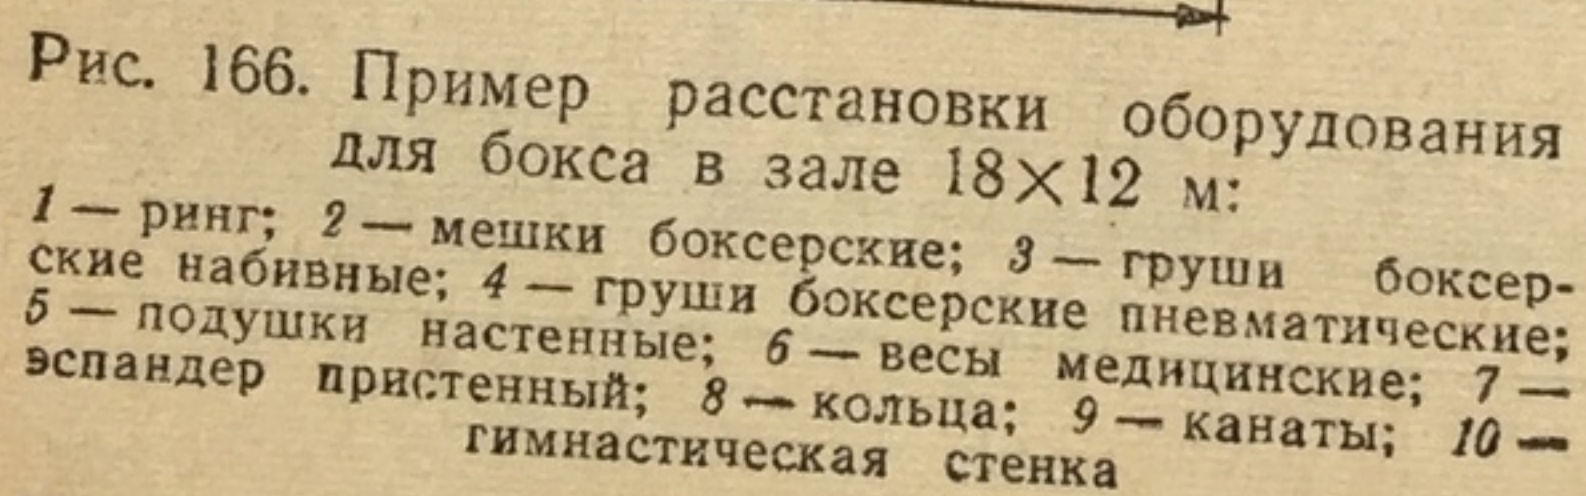 Рис. 166. Пример расстановки оборудования
для бокса в зале 18×12 м:
1 — ринг; 2 — мешки боксерские; 3 — груши боксер-
ские набивные; 4 — груши боксерские пневматические;
5 — подушки настенные; 6 — весы медицинские; 7 —
эспандер пристенный; 8 — кольца; 9 — канаты; 10 —
гимнастическая стенка